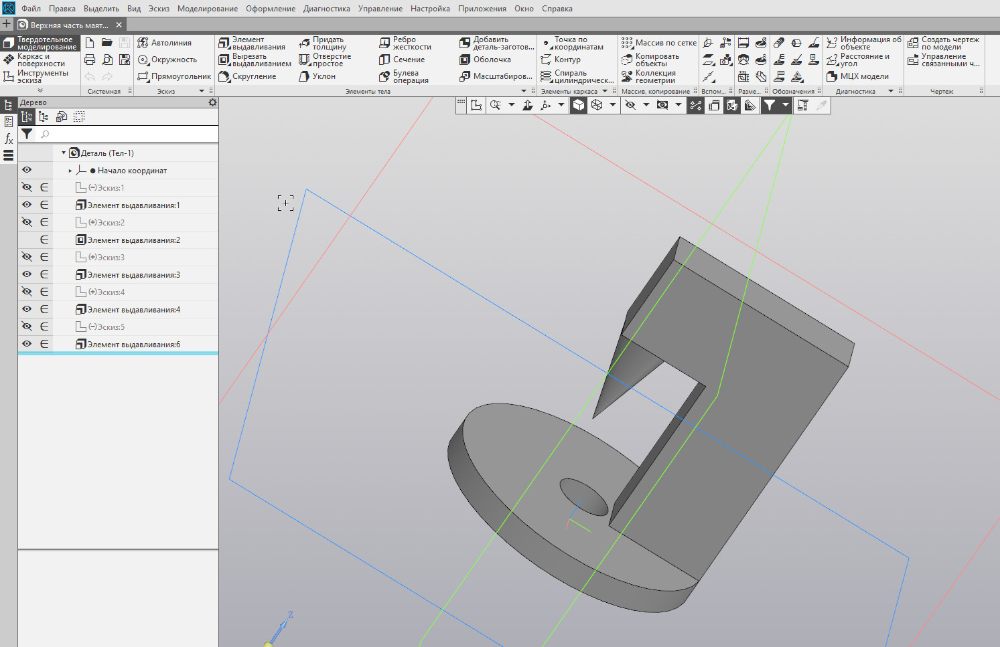 Файл Правка Выделить Вид Эскиз Моделирование Оформление Диагностика Управление Настройка Приложения Окно Справка
+ Верхняя часть маят... ×
Твердотельное моделирование
Каркас и поверхности
Инструменты эскиза
Системная
Автолиния
Окружность
Прямоугольник
Эскиз
Элемент выдавливания
Вырезать выдавливанием
Скругление
Придать толщину
Отверстие простое
Уклон
Ребро жесткости
Сечение
Булева операция
Добавить деталь-заготов...
Оболочка
Масштабиров...
Элементы тела
Точка по координатам
Контур
Спираль цилиндрическ...
Элементы каркаса
Массив по сетке
Копировать объекты
Коллекция геометрии
Массив, копирование
Вспом...
Разме...
Обозначения
Информация об объекте
Расстояние и угол
МЦХ модели
Диагностика
Создать чертеж по модели
Управление связанными ч...
Чертеж
Дерево
fx
Деталь (Тел-1)
Начало координат
(−)Эскиз:1
Элемент выдавливания:1
(+)Эскиз:2
Элемент выдавливания:2
(+)Эскиз:3
Элемент выдавливания:3
(+)Эскиз:4
Элемент выдавливания:4
(−)Эскиз:5
Элемент выдавливания:6
Z